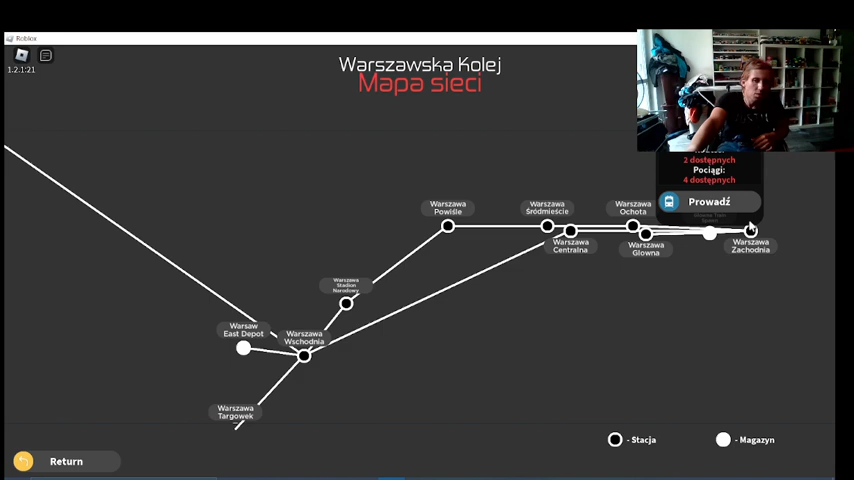 Roblox
1.2.1:21
Warszawska Kolej
Mapa sieci
2 dostępnych
Pociągi:
4 dostępnych
Prowadź
Warszawa
Powiśle
Warszawa
Śródmieście
Warszawa
Ochota
Warszawa
Centralna
Warszawa
Glowna
Warszawa
Zachodnia
Warszawa
Stadion
Narodowy
Warsaw
East Depot
Warszawa
Wschodnia
Warszawa
Targowek
- Stacja
- Magazyn
Return